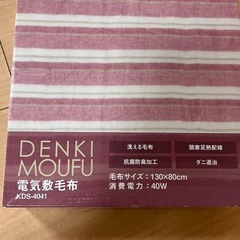 DENKI
MOUFU
電気敷毛布
KDS-4041
洗える毛布
頭寒足熱配線
抗菌防臭加工
ダニ退治
毛布サイズ：130×80cm
消費電力：40W